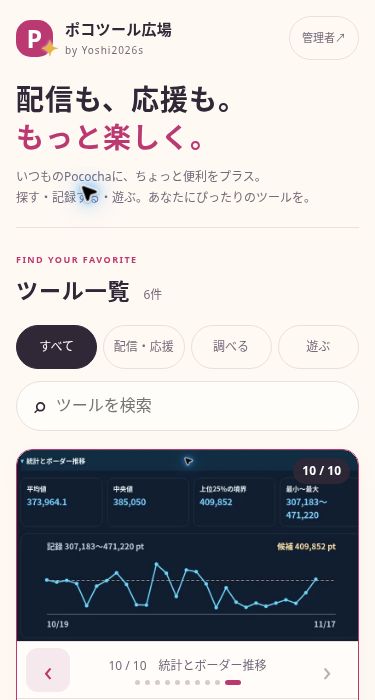 P
ポコツール広場
by Yoshi2026s
管理者↗
配信も、応援も。
もっと楽しく。
いつものPocochaに、ちょっと便利をプラス。
探す・記録する・遊ぶ。あなたにぴったりのツールを。
FIND YOUR FAVORITE
ツール一覧 6件
すべて 配信・応援 調べる 遊ぶ
ツールを検索
▾ 統計とボーダー推移
10 / 10
平均値 中央値 上位25%の境界 最小〜最大
373,964.1 385,050 409,852 307,183〜
471,220
記録 307,183〜471,220 pt 候補 409,852 pt
10/19 11/17
‹ 10 / 10 統計とボーダー推移 ›